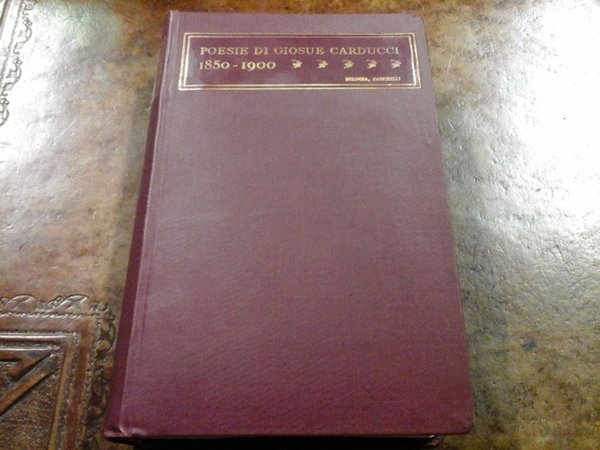 POESIE DI GIOSUE CARDUCCI
1850-1900
BOLOGNA, ZANICHELLI